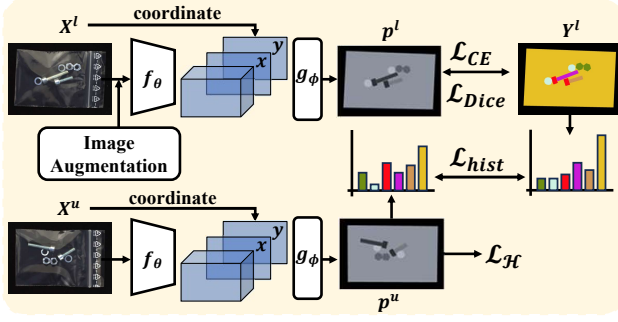 X^l coordinate
f_θ x y g_ϕ p^l ℒ_CE Y^l
ℒ_Dice
Image
Augmentation
ℒ_hist
X^u coordinate
f_θ x y g_ϕ p^u ℒ_ℋ